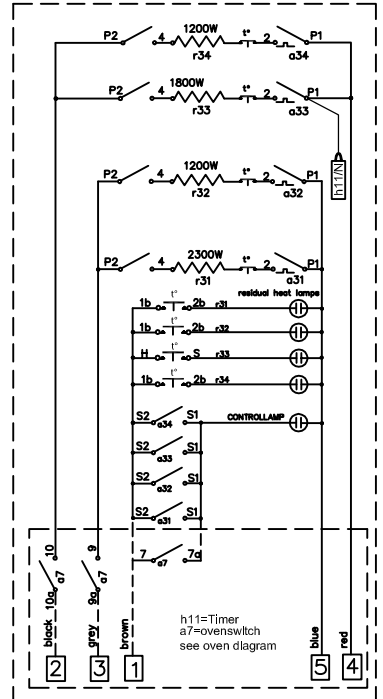 1200W
P2 4 2 t° P1
r34 a34
1800W
P2 4 2 t° P1
r33 a33
h11/N
1200W
P2 4 2 t° P1
r32 a32
2300W
P2 4 2 t° P1
r31 a31
residual heat lamps
t°
1b 2b r31
t°
1b 2b r32
t°
H S r33
t°
1b 2b r34
S2 a34 S1 CONTROLLAMP
S2 a33 S1
S2 a32 S1
S2 a31 S1
10 9 7 a7 7a
a7 a7
10a 9a
h11=Timer
a7=ovenswitch
see oven diagram
black grey brown blue red
2 3 1 5 4